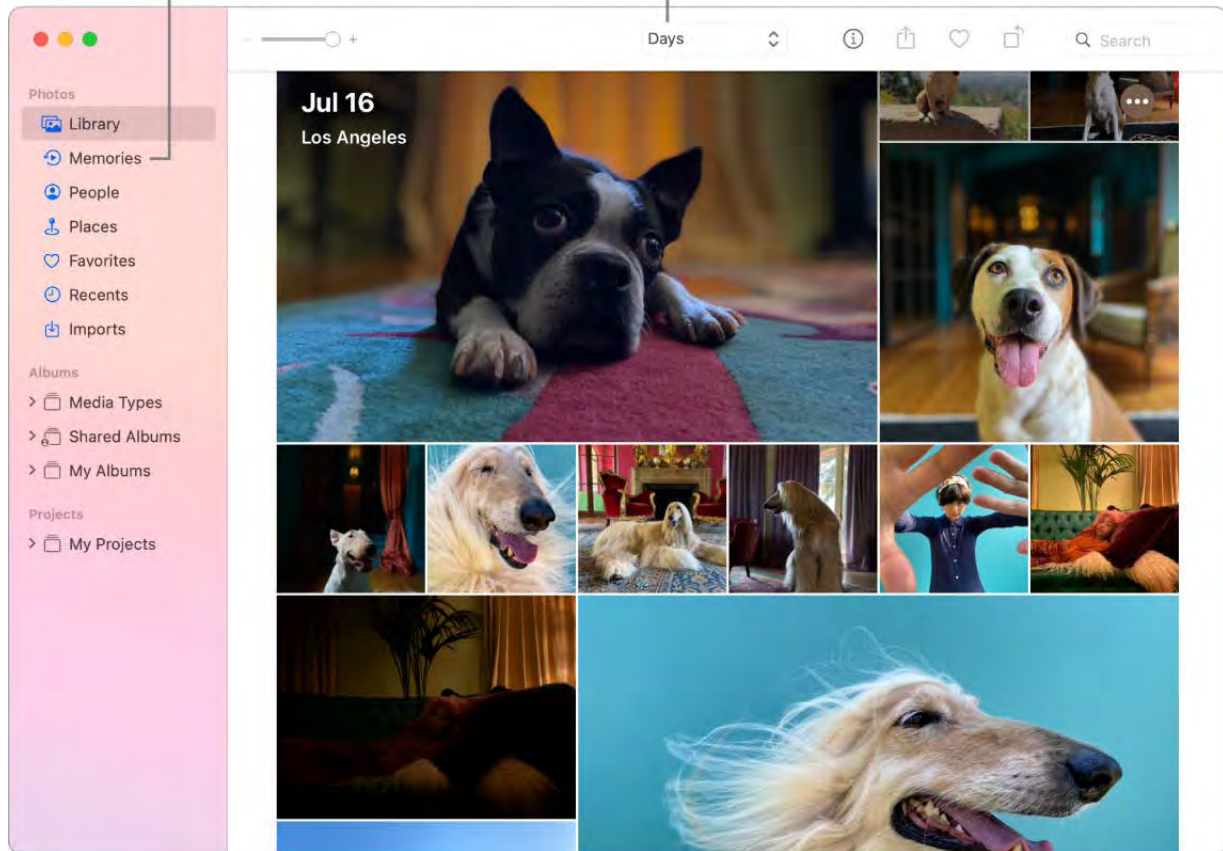 Days
Search
Photos
Library
Memories
People
Places
Favorites
Recents
Imports
Albums
Media Types
Shared Albums
My Albums
Projects
My Projects
Jul 16
Los Angeles